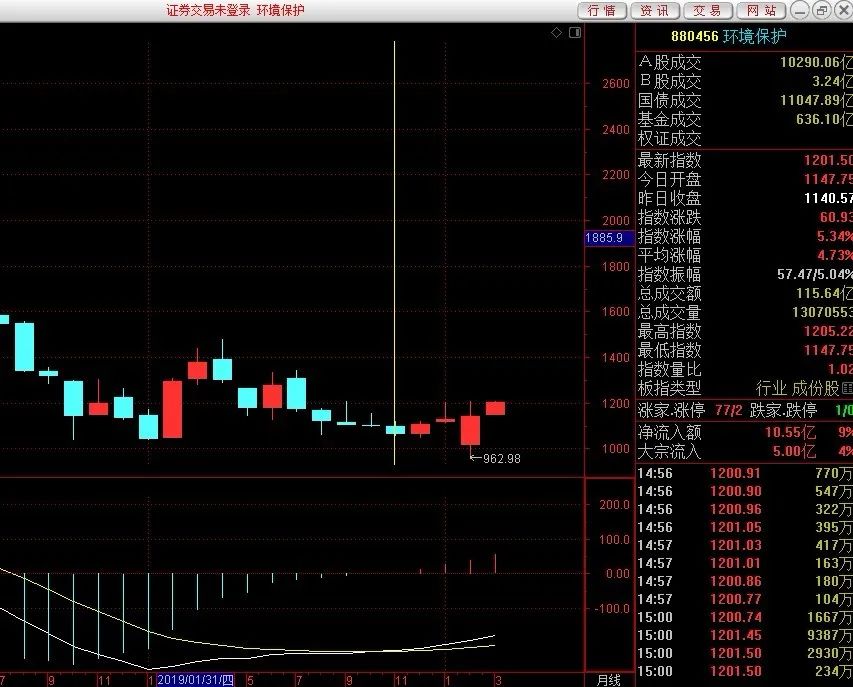 证券交易未登录 环境保护
行情 资讯 交易 网站
880456 环境保护
A股成交 10290.06亿
B股成交 3.24亿
国债成交 11047.89亿
基金成交 636.10亿
权证成交
最新指数 1201.50
今日开盘 1147.75
昨日收盘 1140.57
指数涨跌 60.93
指数涨幅 5.34%
平均涨幅 4.73%
指数振幅 57.47/5.04%
总成交额 115.64亿
总成交量 13070553
最高指数 1205.22
最低指数 1147.75
指数量比 1.02
板指类型 行业 成份股
涨家.涨停 77/2 跌家.跌停 1/0
净流入额 10.55亿 9%
大宗流入 5.00亿 4%
14:56 1200.91 770万
14:56 1200.90 547万
14:56 1200.96 322万
14:56 1201.05 395万
14:57 1201.03 417万
14:57 1201.01 163万
14:57 1200.86 180万
14:57 1200.77 104万
15:00 1200.74 1667万
15:00 1201.45 9387万
15:00 1201.50 2930万
15:00 1201.50 234万
2600
2400
2200
2000
1885.9
1800
1600
1400
1200
1000
←962.98
200.0
100.0
0.00
-100.0
7 9 11 1 2019/01/31/四 5 7 9 11 1 3 月线